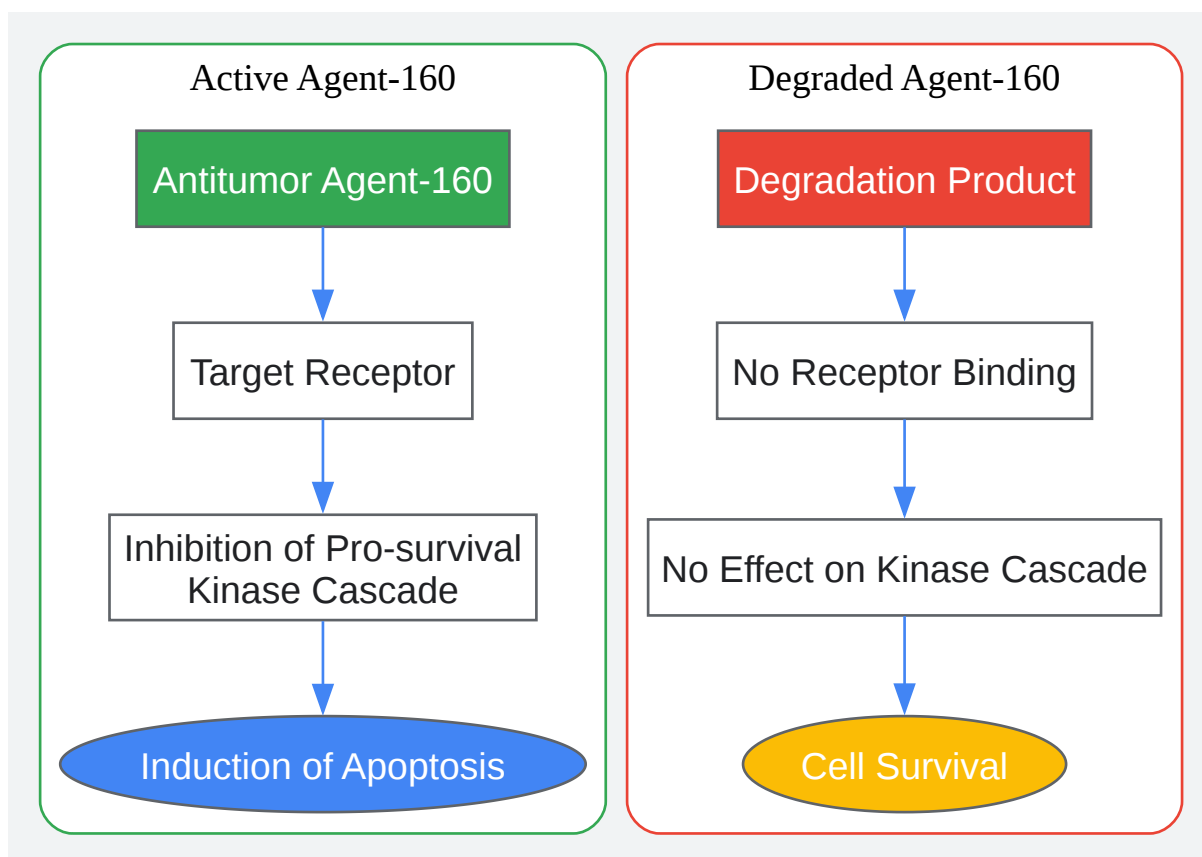 Active Agent-160
Antitumor Agent-160
Target Receptor
Inhibition of Pro-survival
Kinase Cascade
Induction of Apoptosis
Degraded Agent-160
Degradation Product
No Receptor Binding
No Effect on Kinase Cascade
Cell Survival